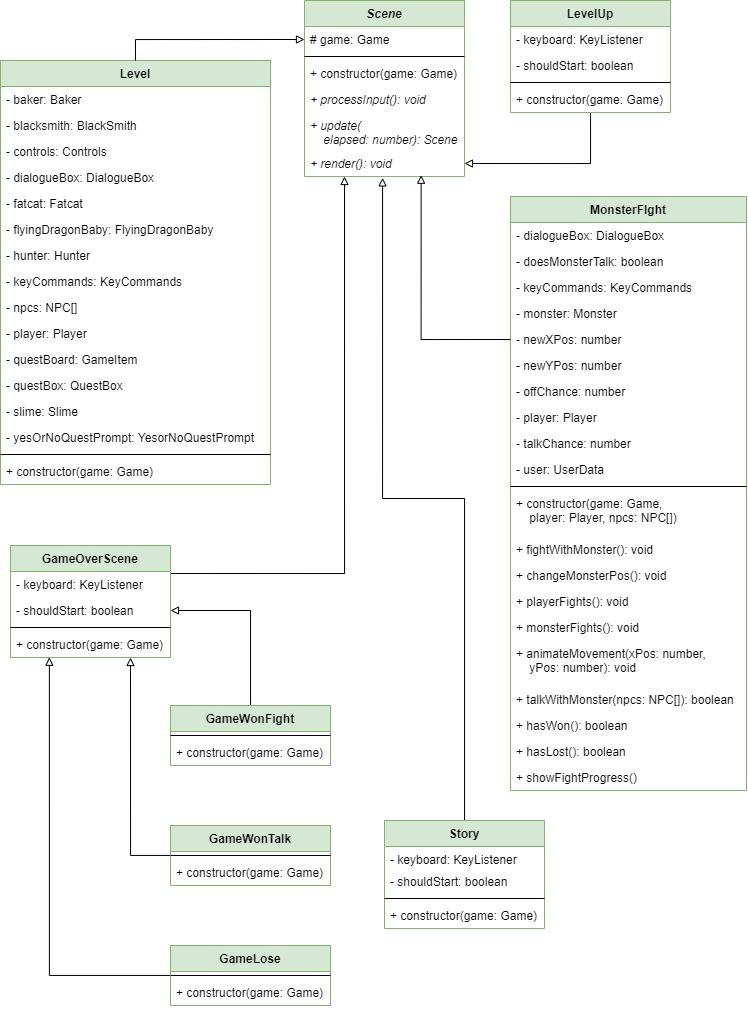 Scene
# game: Game
+ constructor(game: Game)
+ processInput(): void
+ update(
elapsed: number): Scene
+ render(): void
LevelUp
- keyboard: KeyListener
- shouldStart: boolean
+ constructor(game: Game)
Level
- baker: Baker
- blacksmith: BlackSmith
- controls: Controls
- dialogueBox: DialogueBox
- fatcat: Fatcat
- flyingDragonBaby: FlyingDragonBaby
- hunter: Hunter
- keyCommands: KeyCommands
- npcs: NPC[]
- player: Player
- questBoard: GameItem
- questBox: QuestBox
- slime: Slime
- yesOrNoQuestPrompt: YesorNoQuestPrompt
+ constructor(game: Game)
MonsterFIght
- dialogueBox: DialogueBox
- doesMonsterTalk: boolean
- keyCommands: KeyCommands
- monster: Monster
- newXPos: number
- newYPos: number
- offChance: number
- player: Player
- talkChance: number
- user: UserData
+ constructor(game: Game,
player: Player, npcs: NPC[])
+ fightWithMonster(): void
+ changeMonsterPos(): void
+ playerFights(): void
+ monsterFights(): void
+ animateMovement(xPos: number,
yPos: number): void
+ talkWithMonster(npcs: NPC[]): boolean
+ hasWon(): boolean
+ hasLost(): boolean
+ showFightProgress()
GameOverScene
- keyboard: KeyListener
- shouldStart: boolean
+ constructor(game: Game)
GameWonFight
+ constructor(game: Game)
GameWonTalk
+ constructor(game: Game)
GameLose
+ constructor(game: Game)
Story
- keyboard: KeyListener
- shouldStart: boolean
+ constructor(game: Game)